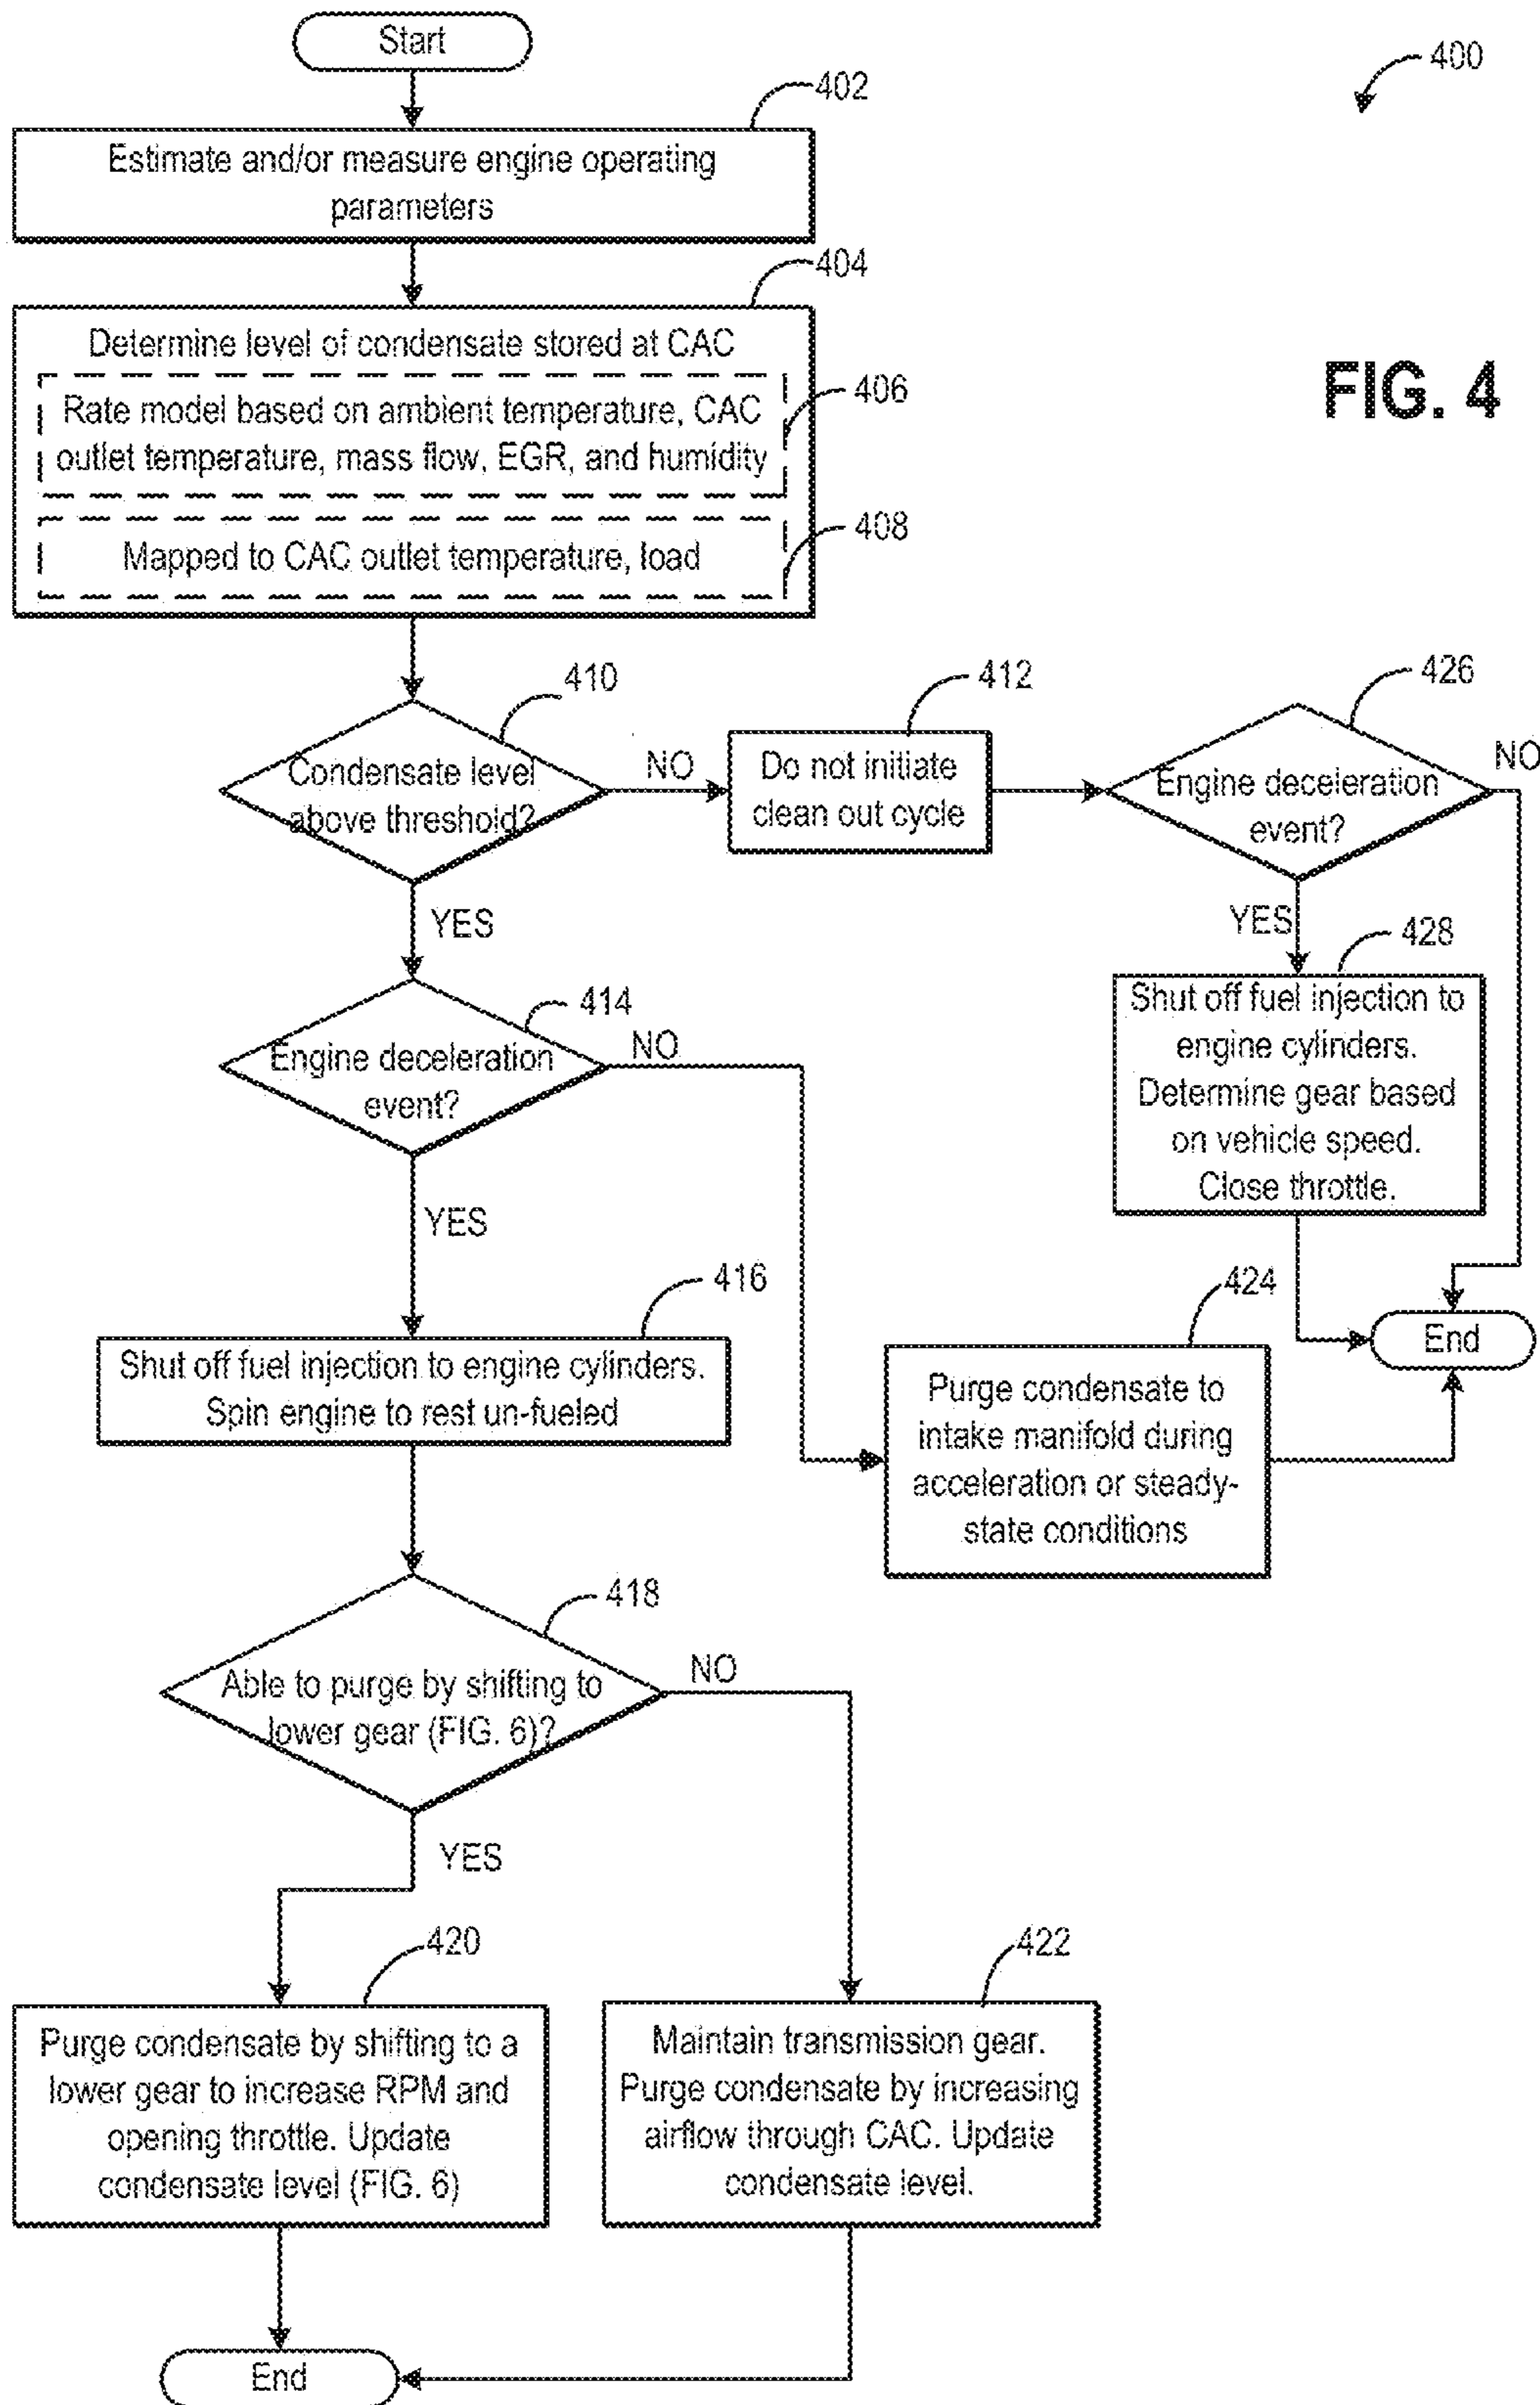 Start
400
402
Estimate and/or measure engine operating
parameters
404
Determine level of condensate stored at CAC
406
Rate model based on ambient temperature, CAC
outlet temperature, mass flow, EGR, and humidity
FIG. 4
408
Mapped to CAC outlet temperature, load
410
Condensate level
above threshold?
NO
YES
412
Do not initiate
clean out cycle
426
Engine deceleration
event?
NO
YES
428
Shut off fuel injection to
engine cylinders.
Determine gear based
on vehicle speed.
Close throttle.
414
Engine deceleration
event?
NO
YES
416
Shut off fuel injection to engine cylinders.
Spin engine to rest un-fueled
424
Purge condensate to
intake manifold during
acceleration or steady-
state conditions
End
418
Able to purge by shifting to
lower gear (FIG. 6)?
NO
YES
420
Purge condensate by shifting to a
lower gear to increase RPM and
opening throttle. Update
condensate level (FIG. 6)
422
Maintain transmission gear.
Purge condensate by increasing
airflow through CAC. Update
condensate level.
End